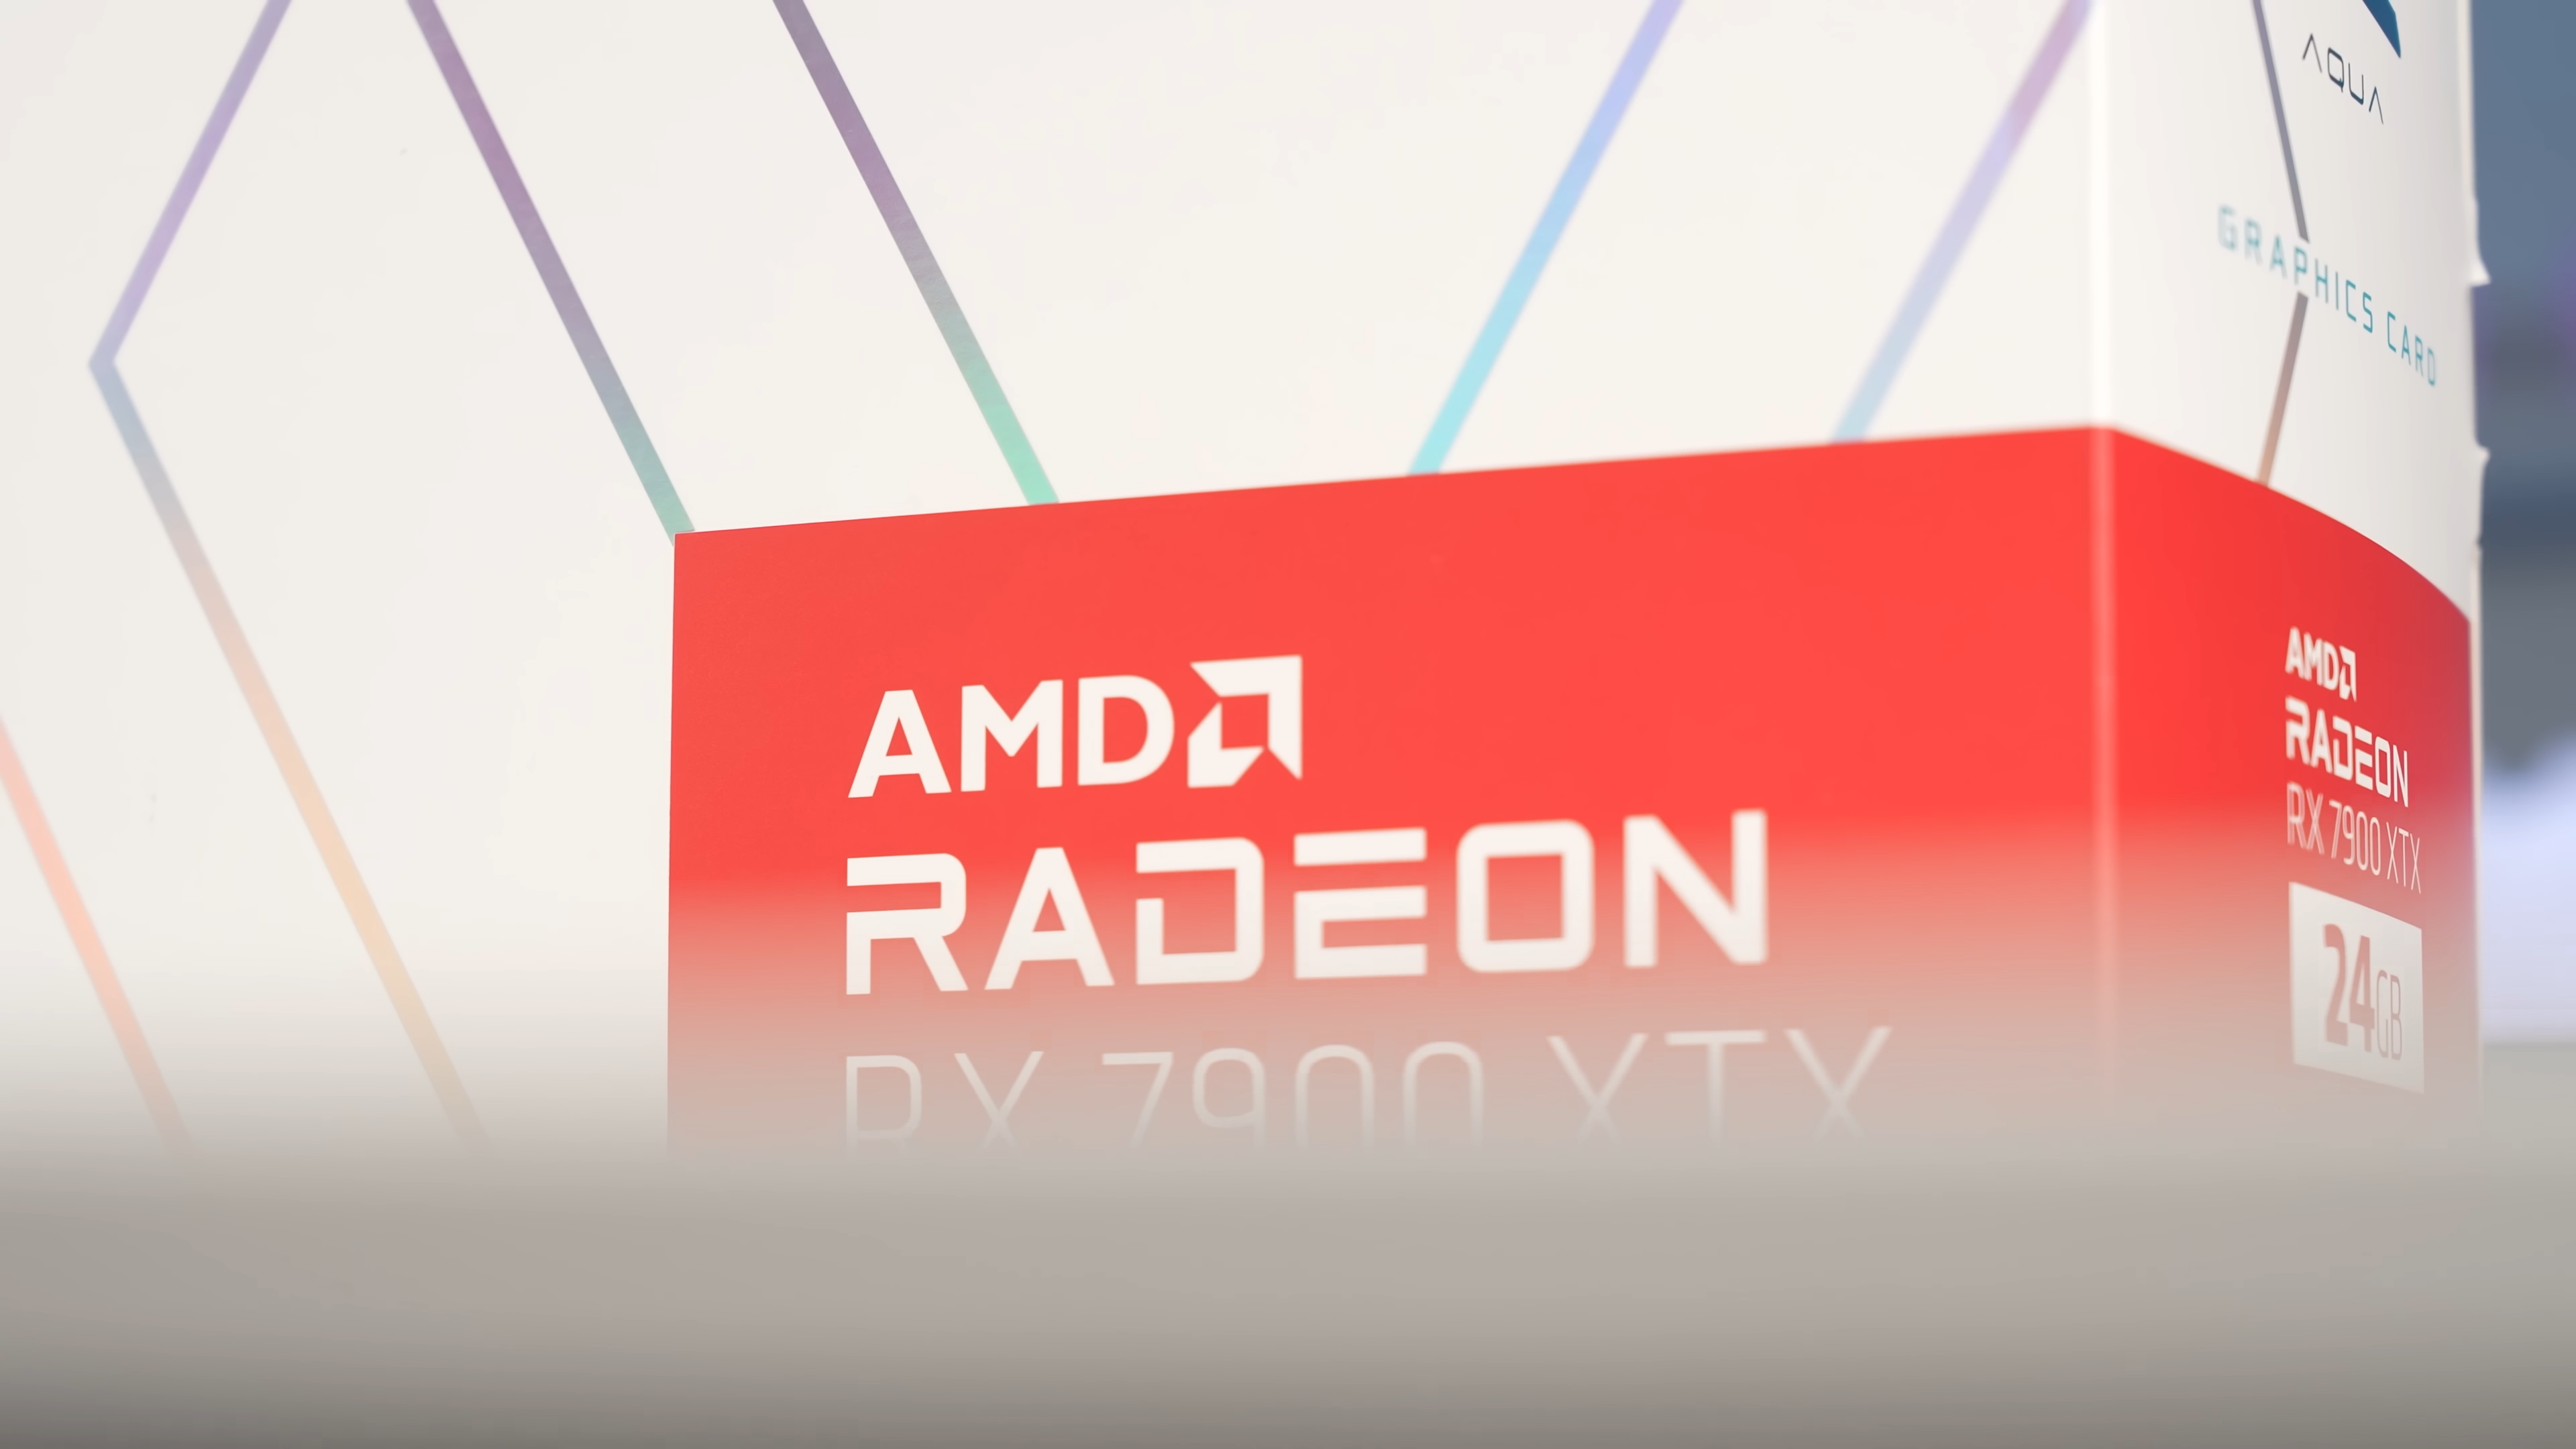 AMD
RADEON
RX 7900 XTX
AQUA
GRAPHICS CARD
AMD
RADEON
RX 7900 XTX
24GB